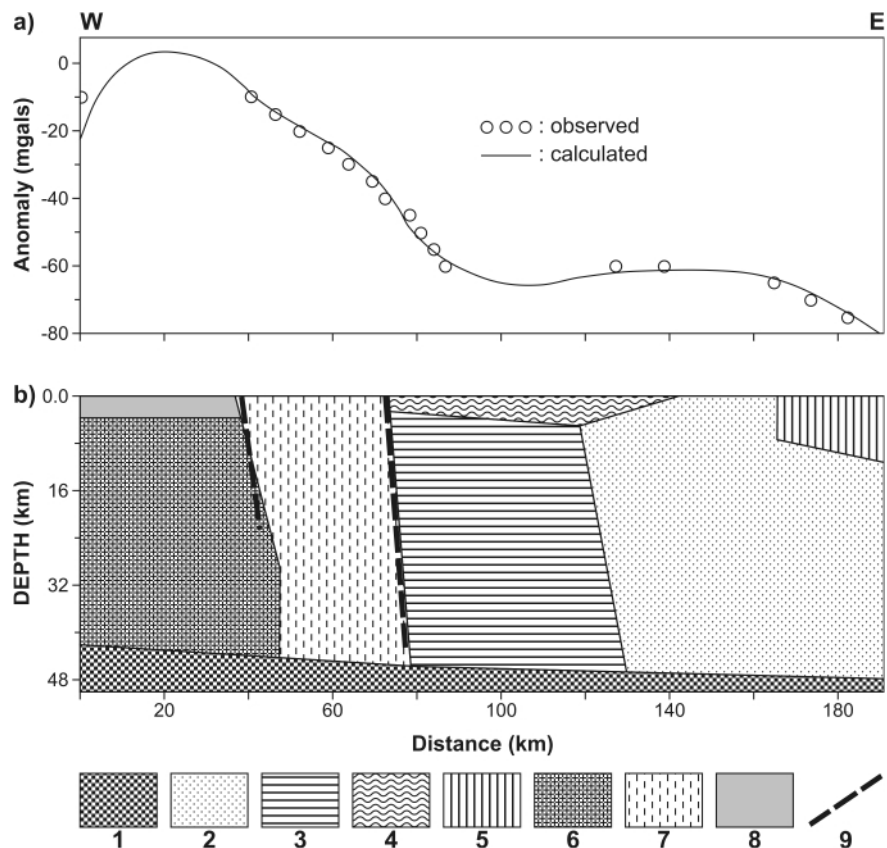 a) W E
0
-20
-40
-60
-80
Anomaly (mgals)
: observed
: calculated
b)
0.0
16
32
48
DEPTH (km)
20 60 100 140 180
Distance (km)
1 2 3 4 5 6 7 8 9